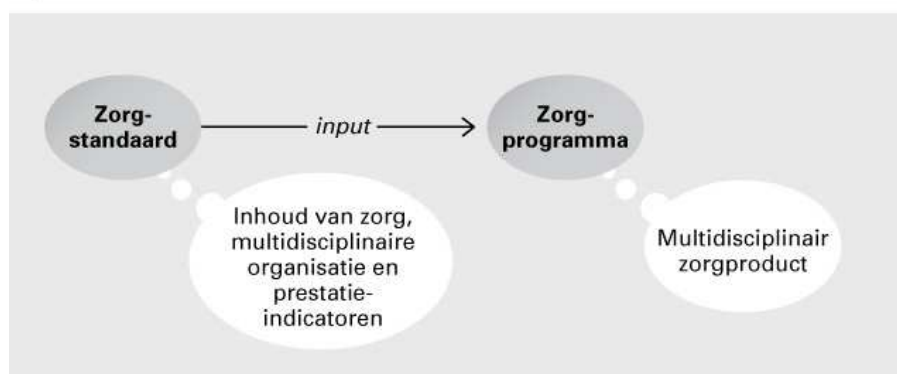 Zorg-
standaard
input
Zorg-
programma
Inhoud van zorg,
multidisciplinaire
organisatie en
prestatie-
indicatoren
Multidisciplinair
zorgproduct